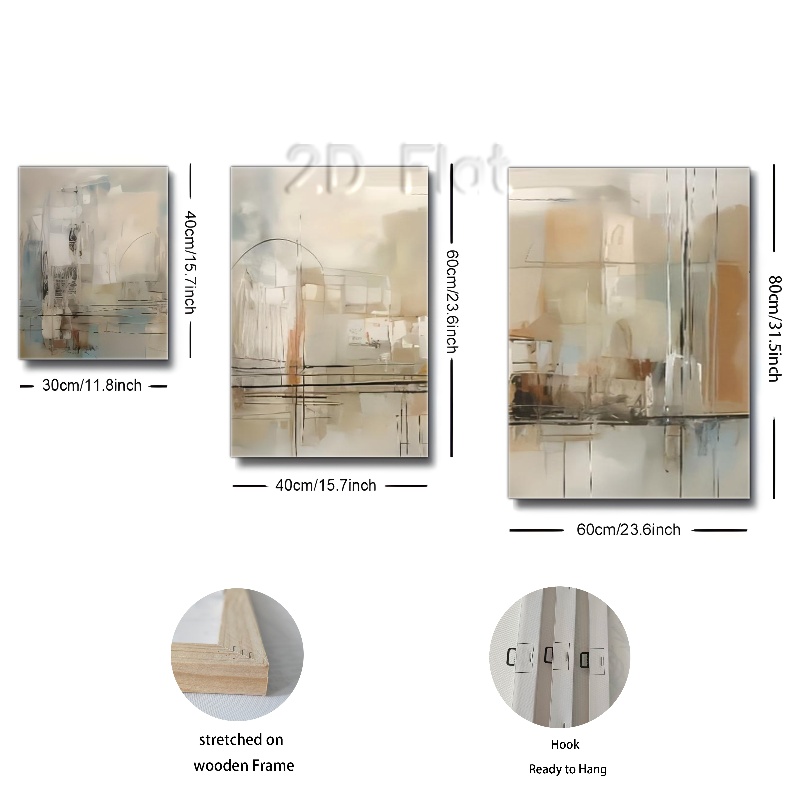 2D Flat
40cm/15.7inch
30cm/11.8inch
60cm/23.6inch
40cm/15.7inch
80cm/31.5inch
60cm/23.6inch
stretched on
wooden Frame
Hook
Ready to Hang